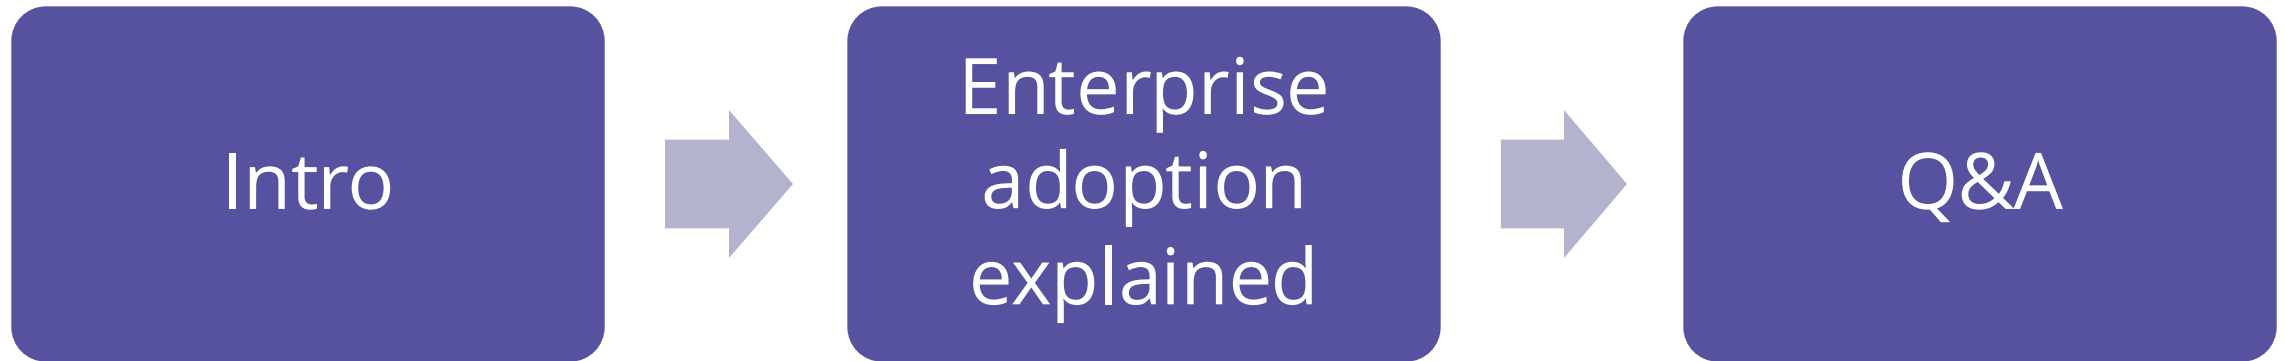 Intro
Enterprise
adoption
explained
Q&A